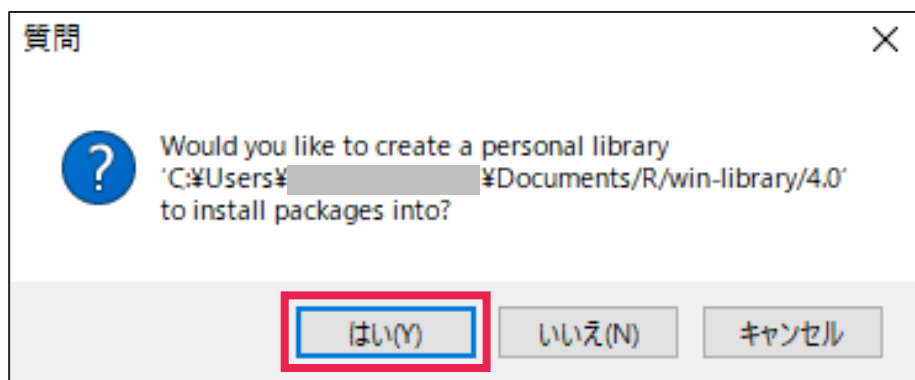 質問
Would you like to create a personal library
'C:¥Users¥ ¥Documents/R/win-library/4.0'
to install packages into?
はい(Y) いいえ(N) キャンセル